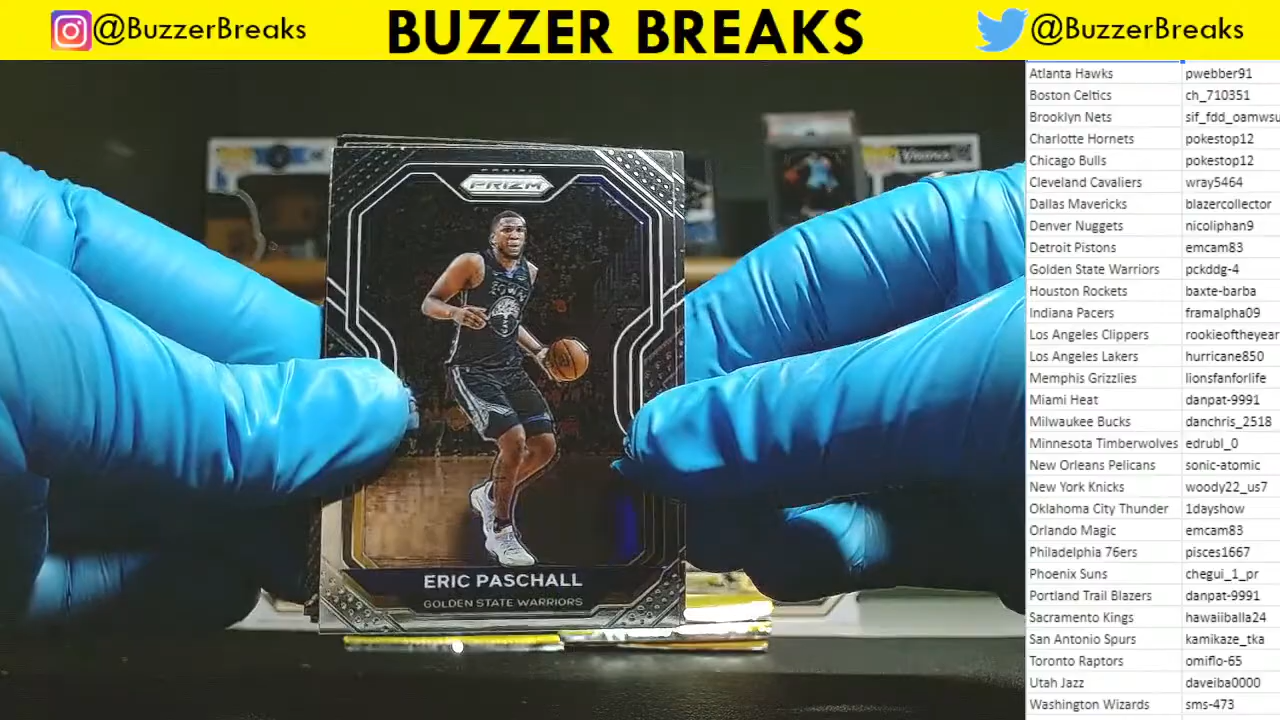 @BuzzerBreaks
BUZZER BREAKS
@BuzzerBreaks
PRIZM
ERIC PASCHALL
GOLDEN STATE WARRIORS
Atlanta Hawks pwebber91
Boston Celtics ch_710351
Brooklyn Nets sif_fdd_oamwsu
Charlotte Hornets pokestop12
Chicago Bulls pokestop12
Cleveland Cavaliers wray5464
Dallas Mavericks blazercollector
Denver Nuggets nicoliphan9
Detroit Pistons emcam83
Golden State Warriors pckddg-4
Houston Rockets baxte-barba
Indiana Pacers framalpha09
Los Angeles Clippers rookieoftheyear
Los Angeles Lakers hurricane850
Memphis Grizzlies lionsfanforlife
Miami Heat danpat-9991
Milwaukee Bucks danchris_2518
Minnesota Timberwolves edrubl_0
New Orleans Pelicans sonic-atomic
New York Knicks woody22_us7
Oklahoma City Thunder 1dayshow
Orlando Magic emcam83
Philadelphia 76ers pisces1667
Phoenix Suns chegui_1_pr
Portland Trail Blazers danpat-9991
Sacramento Kings hawaiiballa24
San Antonio Spurs kamikaze_tka
Toronto Raptors omiflo-65
Utah Jazz daveiba0000
Washington Wizards sms-473